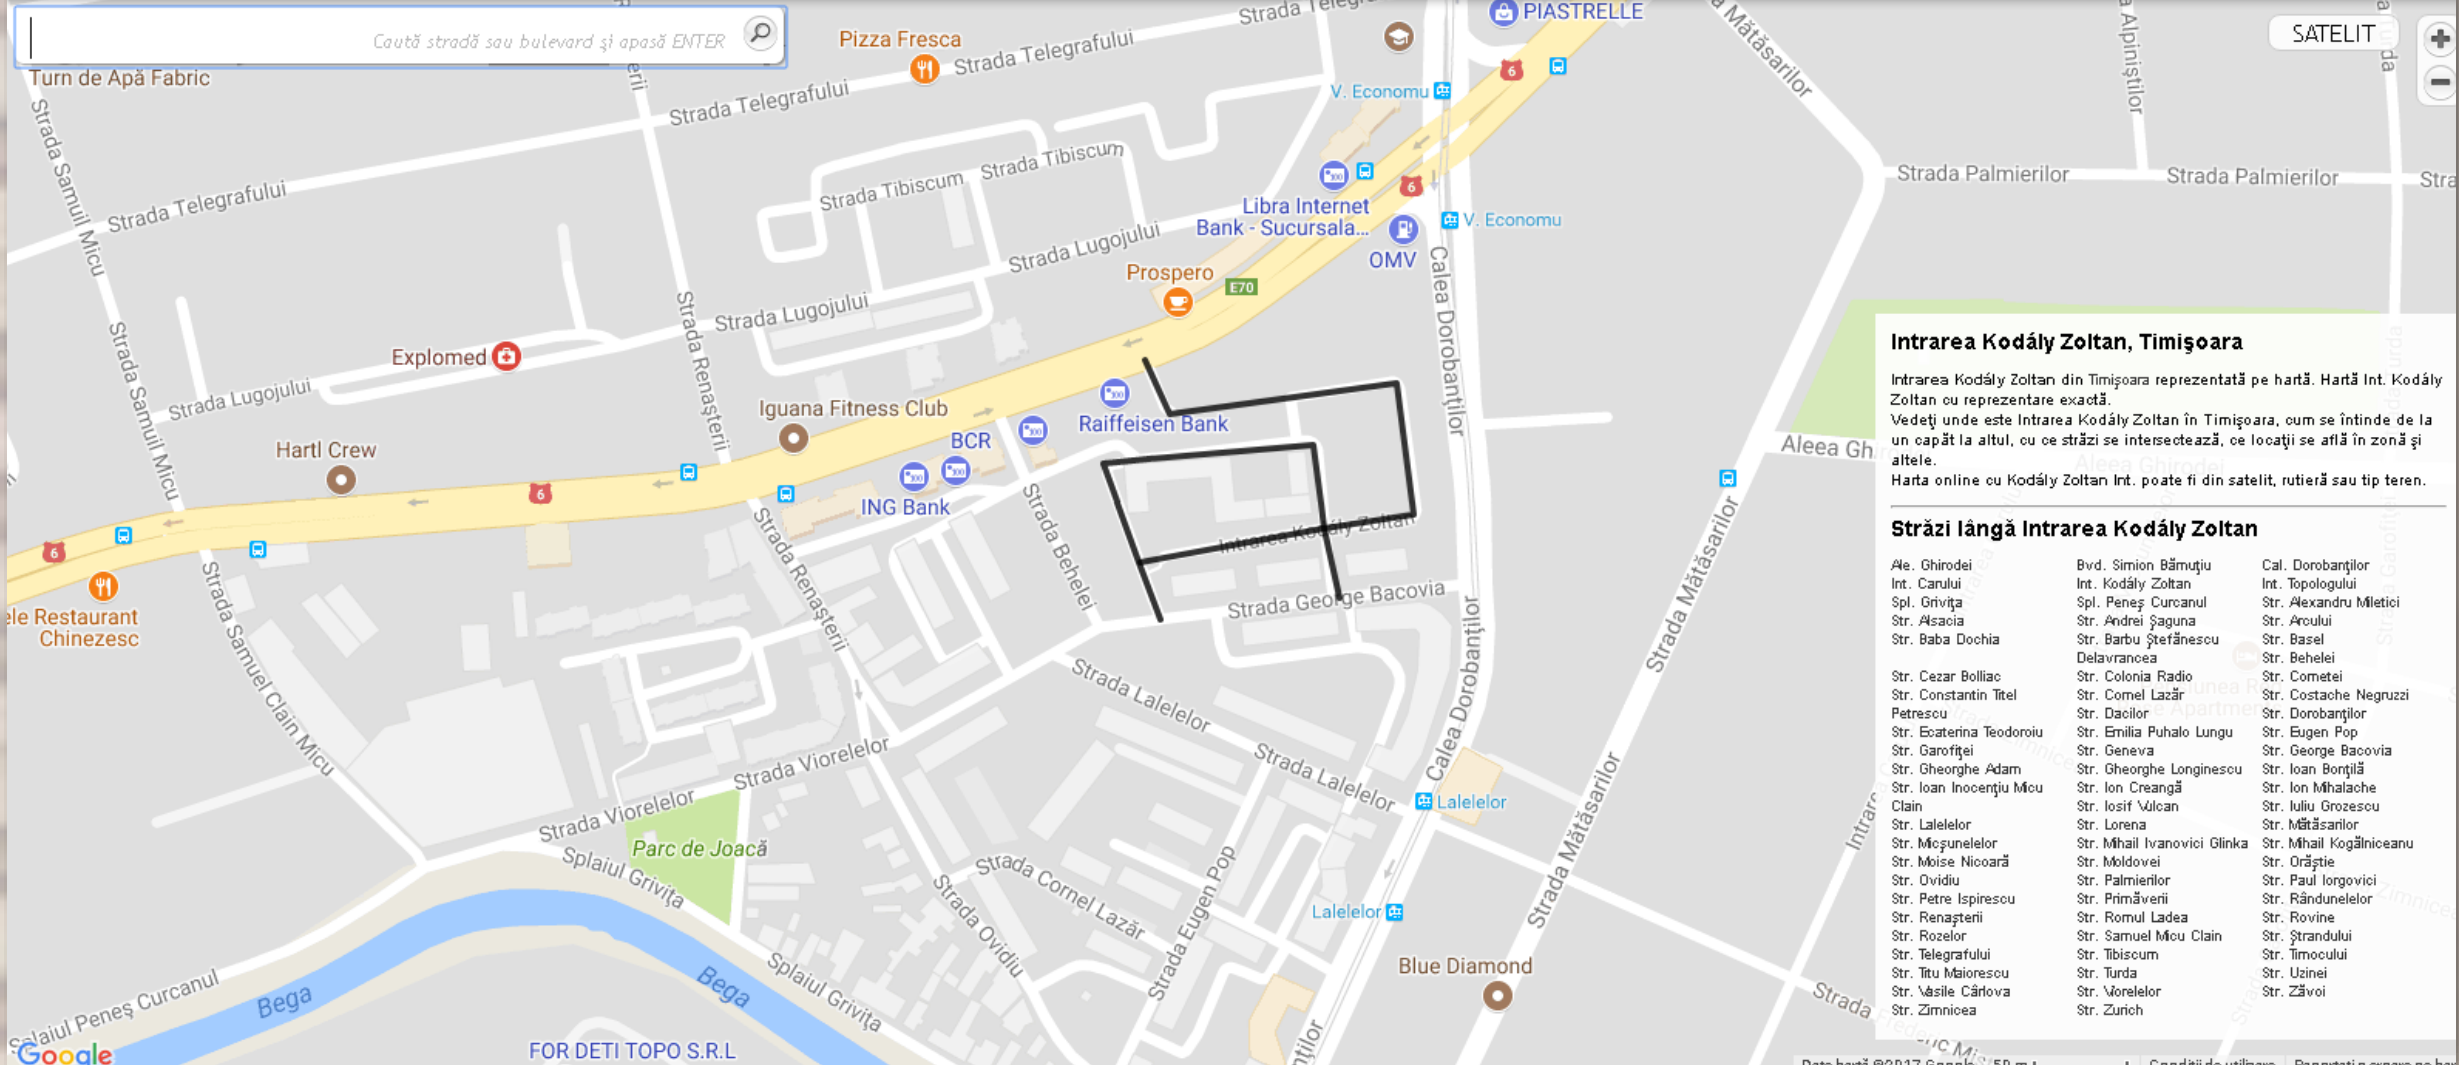 Caută stradă sau bulevard și apasă ENTER
SATELIT
Turn de Apă Fabric
Pizza Fresca
PIASTRELLE
Strada Telegrafului
Strada Telegrafului
Strada Telegrafului
V. Economu
6
Strada Tibiscum
Strada Tibiscum
Strada Palmierilor
Strada Palmierilor
Libra Internet
Bank - Sucursala...
6
V. Economu
OMV
Strada Samuil Micu
Strada Lugojului
Prospero
E70
Calea Dorobanților
Strada Lugojului
Strada Renașterii
Explomed
Strada Lugojului
Strada Samuil Micu
Iguana Fitness Club
Raiffeisen Bank
BCR
Hartl Crew
ING Bank
6
6
Strada Renașterii
Strada Behelei
Intrarea Kodály Zoltan
Strada George Bacovia
Strada Mătăsarilor
Restaurant
Chinezesc
Strada Samuel Clain Micu
Strada Lalelelor
Strada Lalelelor
Calea Dorobanților
Lalelelor
Strada Viorelelor
Strada Viorelelor
Parc de Joacă
Splaiul Grivița
Strada Cornel Lazăr
Strada Ovidiu
Strada Eugen Pop
Strada Mătăsarilor
Lalelelor
Blue Diamond
Splaiul Grivița
Splaiul Peneș Curcanul
Bega
Bega
FOR DETI TOPO S.R.L
Google
Intrarea Kodály Zoltan, Timișoara
Intrarea Kodály Zoltan din Timișoara reprezentată pe hartă. Hartă Int. Kodály
Zoltan cu reprezentare exactă.
Vedeți unde este Intrarea Kodály Zoltan în Timișoara, cum se întinde de la
un capăt la altul, cu ce străzi se intersectează, ce locații se află în zonă și
altele.
Harta online cu Kodály Zoltan Int. poate fi din satelit, rutieră sau tip teren.
Străzi lângă Intrarea Kodály Zoltan
Ale. Ghirodei
Int. Carului
Spl. Grivița
Str. Alsacia
Str. Baba Dochia
Str. Cezar Bolliac
Str. Constantin Titel
Petrescu
Str. Ecaterina Teodoroiu
Str. Garofiței
Str. Gheorghe Adam
Str. Ioan Inocențiu Micu
Clain
Str. Lalelelor
Str. Micșunelelor
Str. Moise Nicoară
Str. Ovidiu
Str. Petre Ispirescu
Str. Renașterii
Str. Rozelor
Str. Telegrafului
Str. Titu Maiorescu
Str. Vasile Cârlova
Str. Zimnicea
Bvd. Simion Bămuțiu
Int. Kodály Zoltan
Spl. Peneș Curcanul
Str. Andrei Șaguna
Str. Barbu Ștefănescu
Delavrancea
Str. Colonia Radio
Str. Cornel Lazăr
Str. Dacilor
Str. Emilia Puhalo Lungu
Str. Geneva
Str. Gheorghe Longinescu
Str. Ion Creangă
Str. Iosif Vulcan
Str. Lorena
Str. Mihail Ivanovici Glinka
Str. Moldovei
Str. Palmierilor
Str. Primăverii
Str. Romul Ladea
Str. Samuel Micu Clain
Str. Tibiscum
Str. Turda
Str. Viorelelor
Str. Zurich
Cal. Dorobanților
Int. Topologului
Str. Alexandru Miletici
Str. Arcului
Str. Basel
Str. Behelei
Str. Cometei
Str. Costache Negruzzi
Str. Dorobanților
Str. Eugen Pop
Str. George Bacovia
Str. Ioan Bontilă
Str. Ion Mihalache
Str. Iuliu Grozescu
Str. Mătăsarilor
Str. Mihail Kogălniceanu
Str. Orăștie
Str. Paul Iorgovici
Str. Rândunelelor
Str. Rovine
Str. Ștrandului
Str. Timocului
Str. Uzinei
Str. Zăvoi